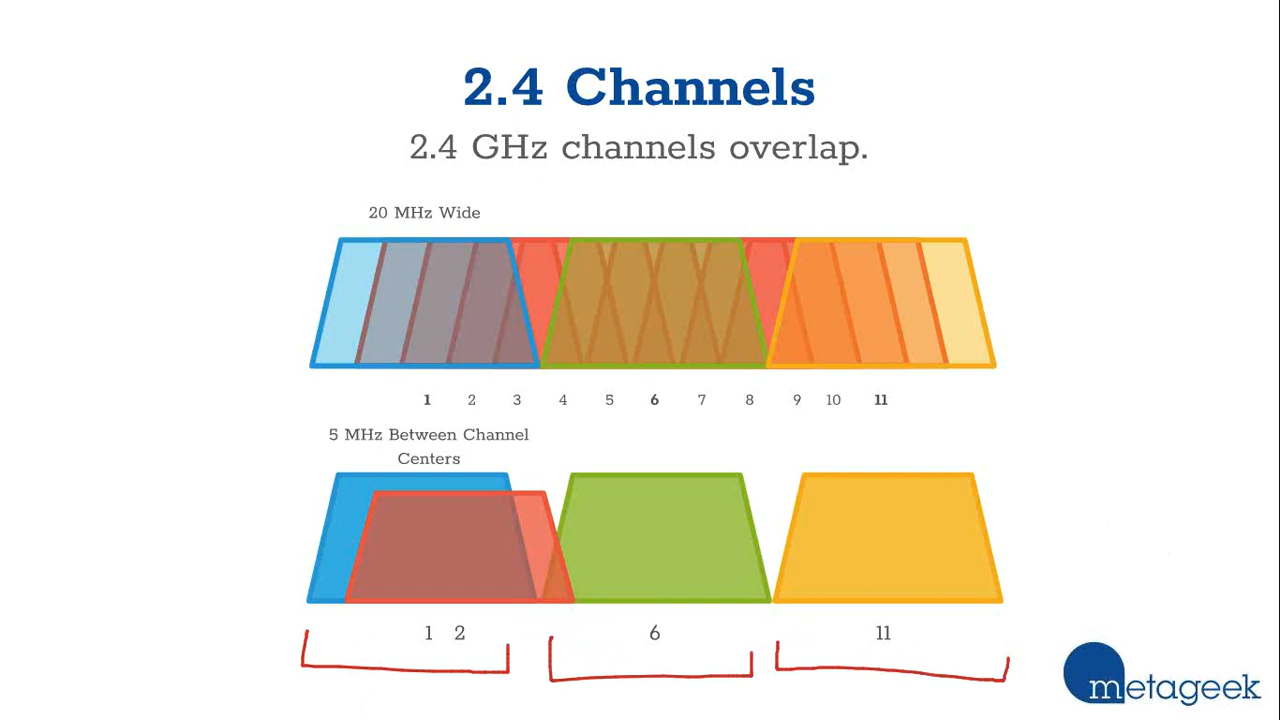 2.4 Channels
2.4 GHz channels overlap.
20 MHz Wide
1 2 3 4 5 6 7 8 9 10 11
5 MHz Between Channel
Centers
1 2 6 11
metageek